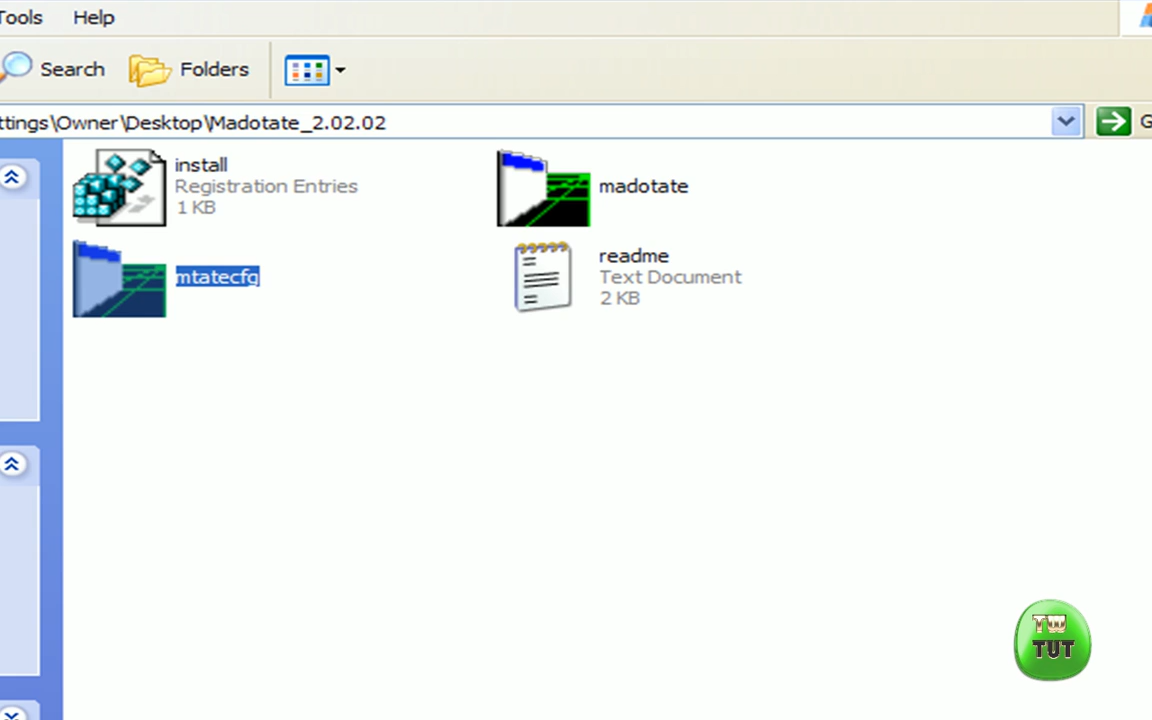 Tools Help
Search Folders
ttings\Owner\Desktop\Madotate_2.02.02
G
install
Registration Entries
1 KB
madotate
mtatecfg
readme
Text Document
2 KB
TW
TUT